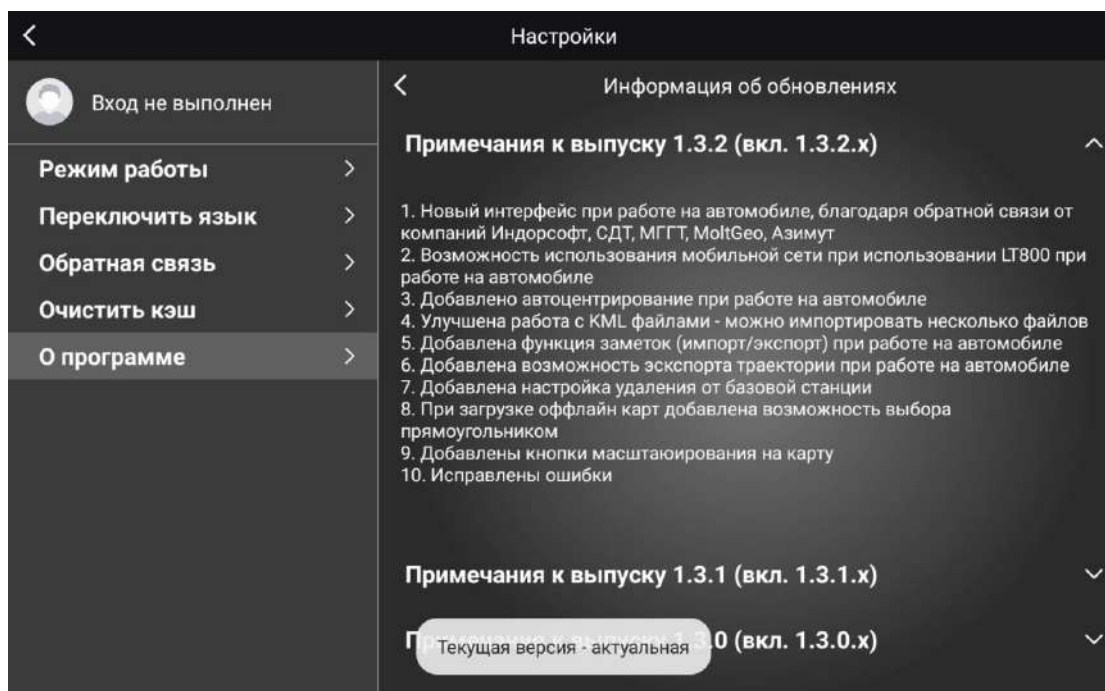 Настройки
Вход не выполнен
Режим работы
Переключить язык
Обратная связь
Очистить кэш
О программе
Информация об обновлениях
Примечания к выпуску 1.3.2 (вкл. 1.3.2.x)
1. Новый интерфейс при работе на автомобиле, благодаря обратной связи от
компаний Индорсофт, СДТ, МГГТ, MoltGeo, Азимут
2. Возможность использования мобильной сети при использовании LT800 при
работе на автомобиле
3. Добавлено автоцентрирование при работе на автомобиле
4. Улучшена работа с KML файлами - можно импортировать несколько файлов
5. Добавлена функция заметок (импорт/экспорт) при работе на автомобиле
6. Добавлена возможность эскспорта траектории при работе на автомобиле
7. Добавлена настройка удаления от базовой станции
8. При загрузке оффлайн карт добавлена возможность выбора
прямоугольником
9. Добавлены кнопки масштаюирования на карту
10. Исправлены ошибки
Примечания к выпуску 1.3.1 (вкл. 1.3.1.x)
.0 (вкл. 1.3.0.x)
Текущая версия - актуальная